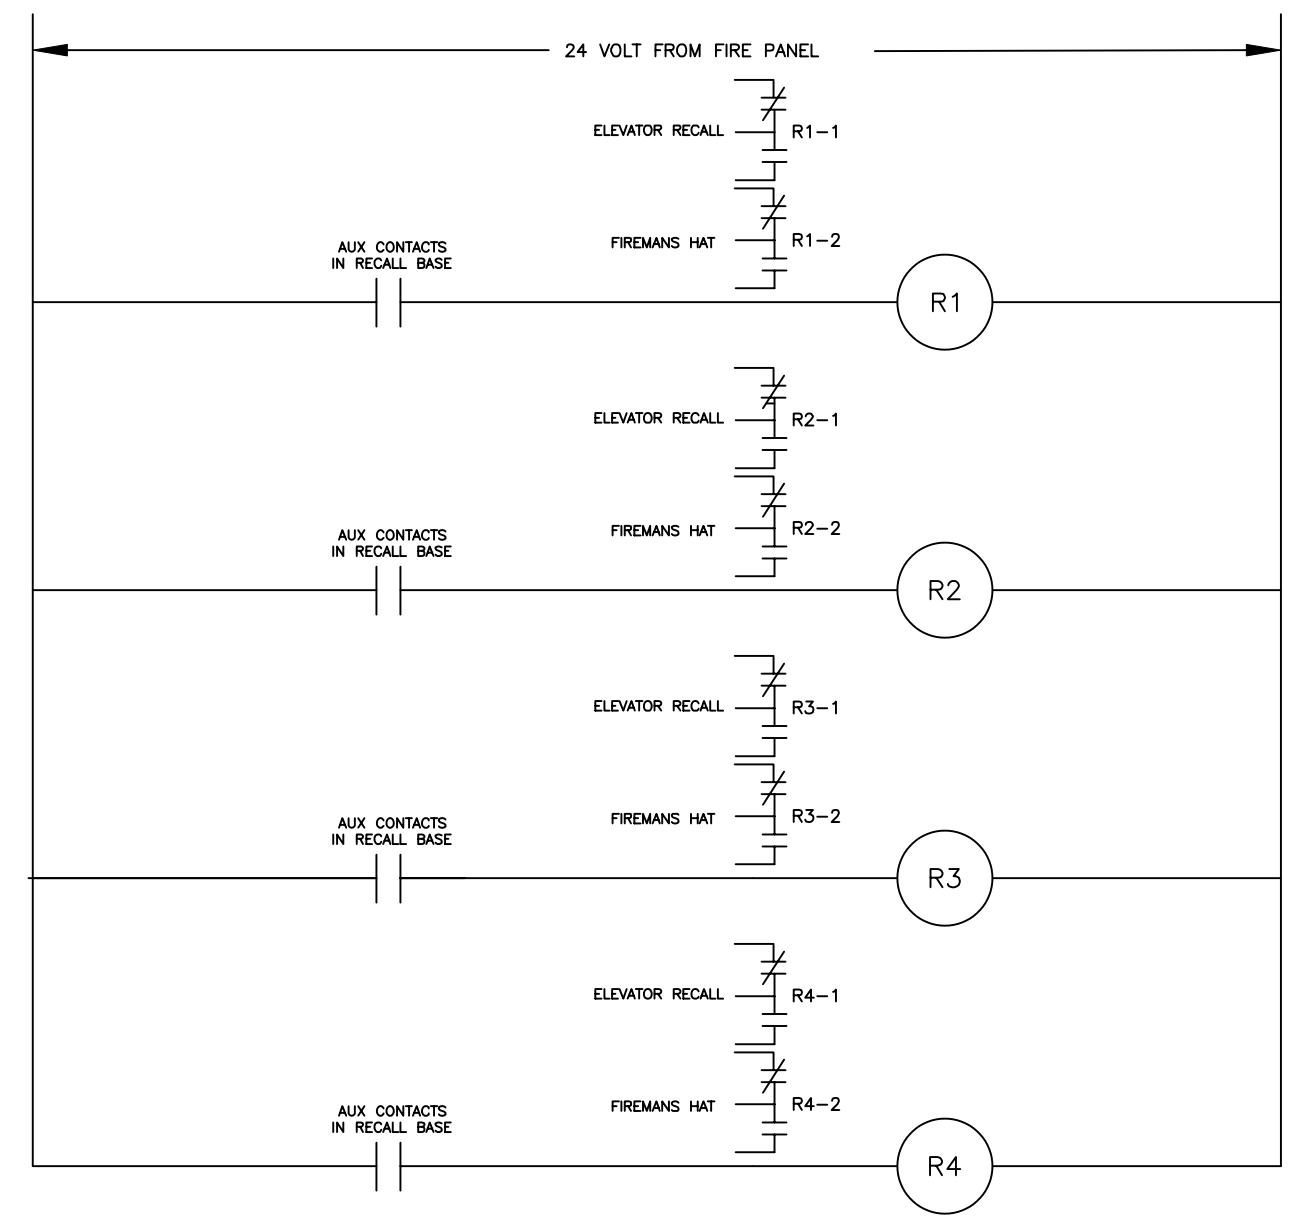 24 VOLT FROM FIRE PANEL
ELEVATOR RECALL R1-1
FIREMANS HAT R1-2
AUX CONTACTS
IN RECALL BASE
R1
ELEVATOR RECALL R2-1
FIREMANS HAT R2-2
AUX CONTACTS
IN RECALL BASE
R2
ELEVATOR RECALL R3-1
FIREMANS HAT R3-2
AUX CONTACTS
IN RECALL BASE
R3
ELEVATOR RECALL R4-1
FIREMANS HAT R4-2
AUX CONTACTS
IN RECALL BASE
R4